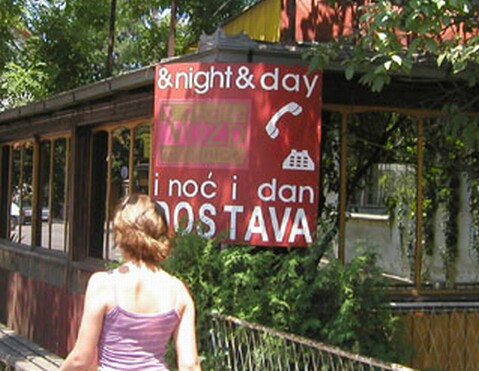 &night&day
i noć i dan
DOSTAVA